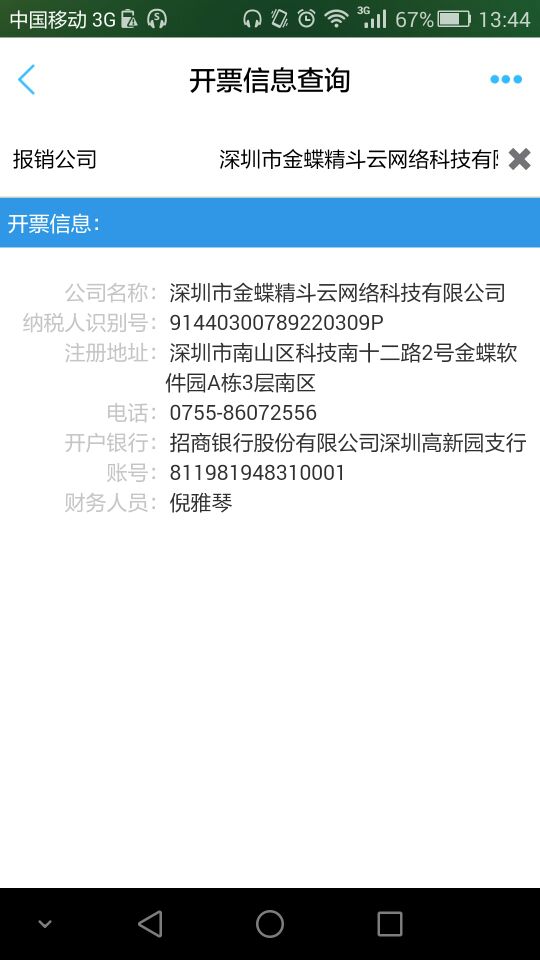 中国移动 3G 3G 67% 13:44
开票信息查询
报销公司 深圳市金蝶精斗云网络科技有
开票信息：
公司名称：深圳市金蝶精斗云网络科技有限公司
纳税人识别号：91440300789220309P
注册地址：深圳市南山区科技南十二路2号金蝶软
件园A栋3层南区
电话：0755-86072556
开户银行：招商银行股份有限公司深圳高新园支行
账号：811981948310001
财务人员：倪雅琴